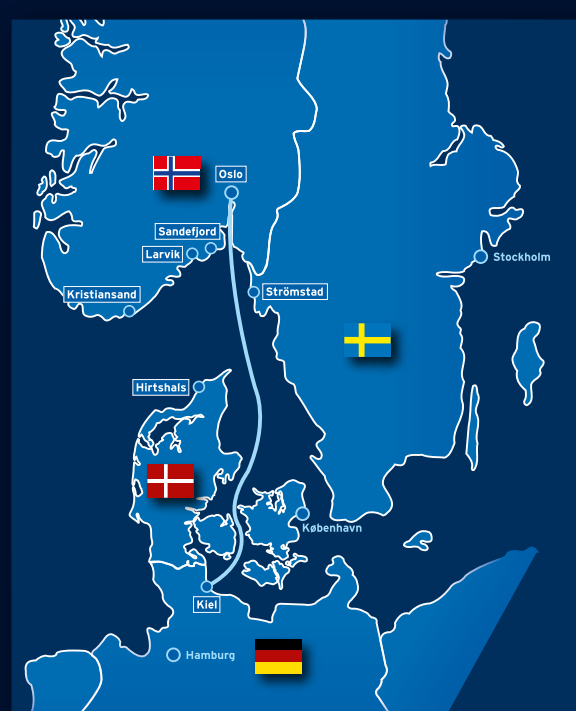 Oslo
Sandefjord
Larvik
Stockholm
Kristiansand
Strömstad
Hirtshals
København
Kiel
Hamburg